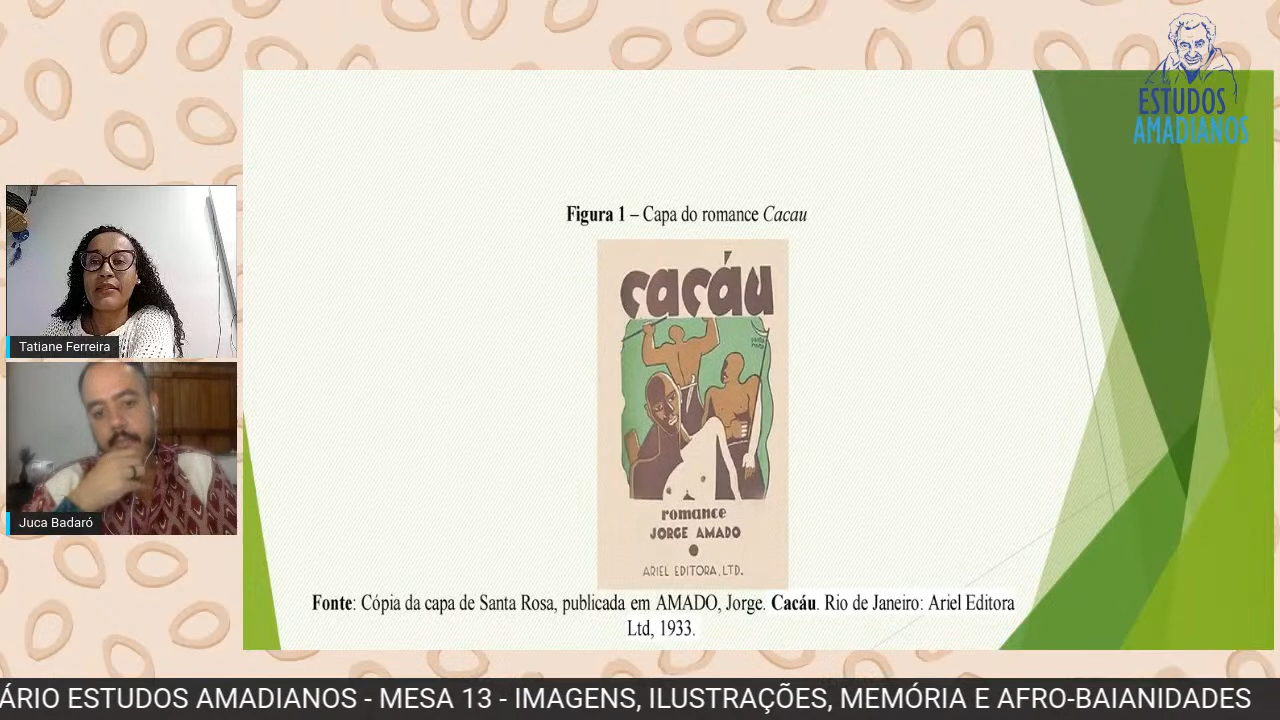 ESTUDOS
AMADIANOS
Figura 1 – Capa do romance Cacau
cacáu
romance
JORGE AMADO
ARIEL EDITORA, LTD.
Fonte: Cópia da capa de Santa Rosa, publicada em AMADO, Jorge. Cacáu. Rio de Janeiro: Ariel Editora
Ltd, 1933.
Tatiane Ferreira
Juca Badaró
ÁRIO ESTUDOS AMADIANOS - MESA 13 - IMAGENS, ILUSTRAÇÕES, MEMÓRIA E AFRO-BAIANIDADES